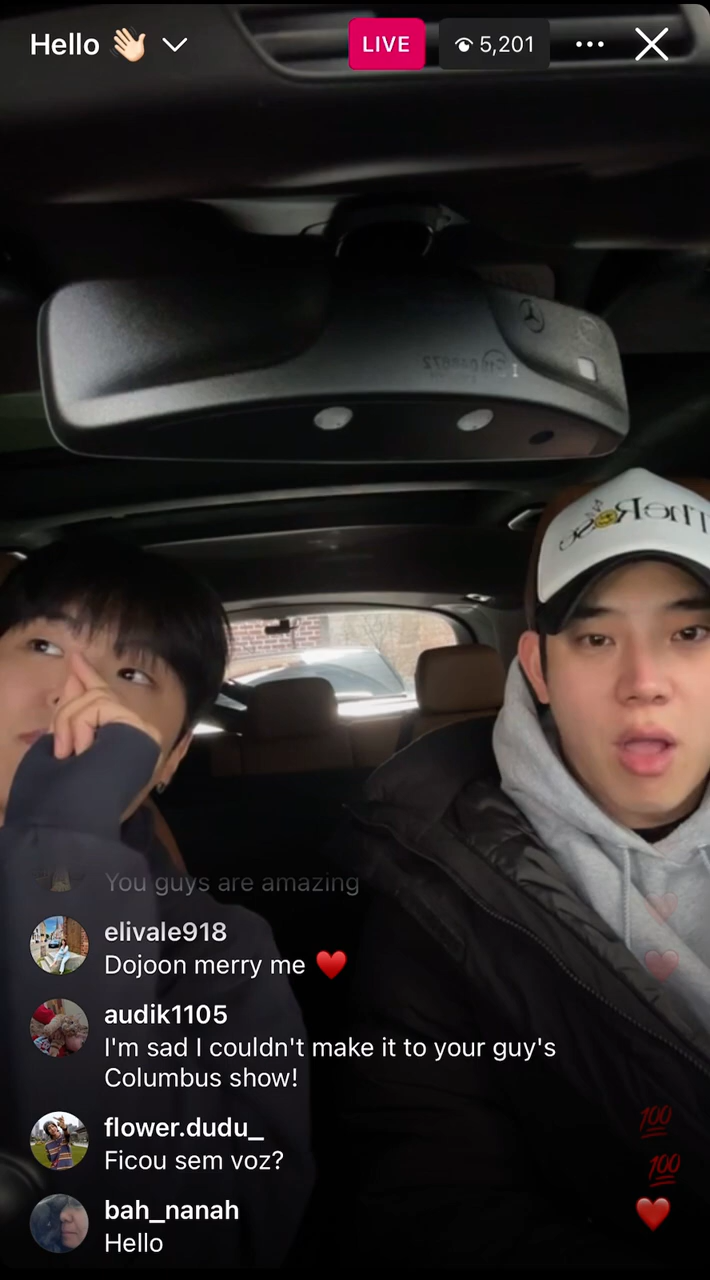 Hello 👋🏻
LIVE
5,201
TheRose
You guys are amazing
elivale918
Dojoon merry me ❤️
audik1105
I'm sad I couldn't make it to your guy's
Columbus show!
flower.dudu_
Ficou sem voz?
bah_nanah
Hello
💯
💯
❤️